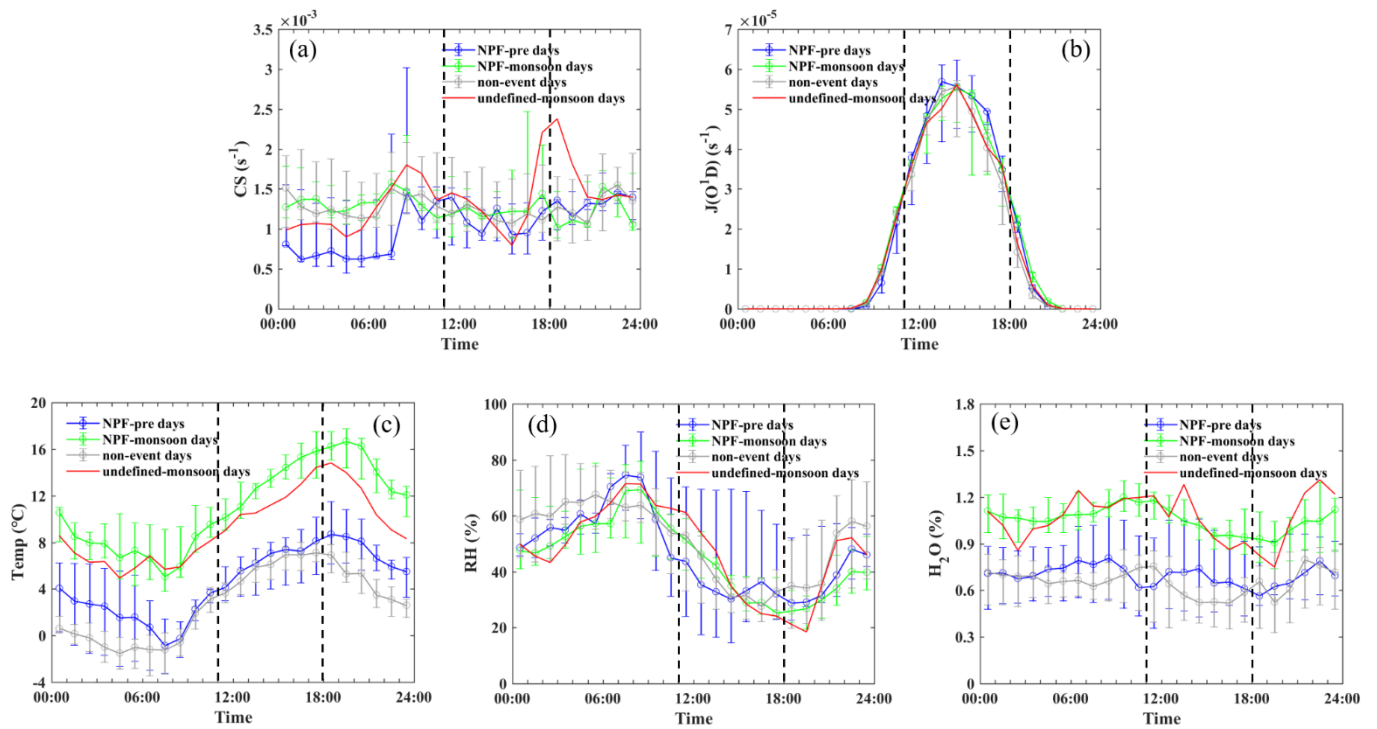 ×10⁻³
3.5
3
2.5
2
1.5
1
0.5
0
CS (s⁻¹)
(a)
NPF-pre days
NPF-monsoon days
non-event days
undefined-monsoon days
00:00 06:00 12:00 18:00 24:00
Time
×10⁻⁵
7
6
5
4
3
2
1
0
J(O¹D) (s⁻¹)
(b)
NPF-pre days
NPF-monsoon days
non-event days
undefined-monsoon days
00:00 06:00 12:00 18:00 24:00
Time
20
16
12
8
4
0
-4
Temp (°C)
(c)
NPF-pre days
NPF-monsoon days
non-event days
undefined-monsoon days
00:00 06:00 12:00 18:00 24:00
Time
100
80
60
40
20
0
RH (%)
(d)
NPF-pre days
NPF-monsoon days
non-event days
undefined-monsoon days
00:00 06:00 12:00 18:00 24:00
Time
1.8
1.5
1.2
0.9
0.6
0.3
0
H₂O (%)
(e)
NPF-pre days
NPF-monsoon days
non-event days
undefined-monsoon days
00:00 06:00 12:00 18:00 24:00
Time